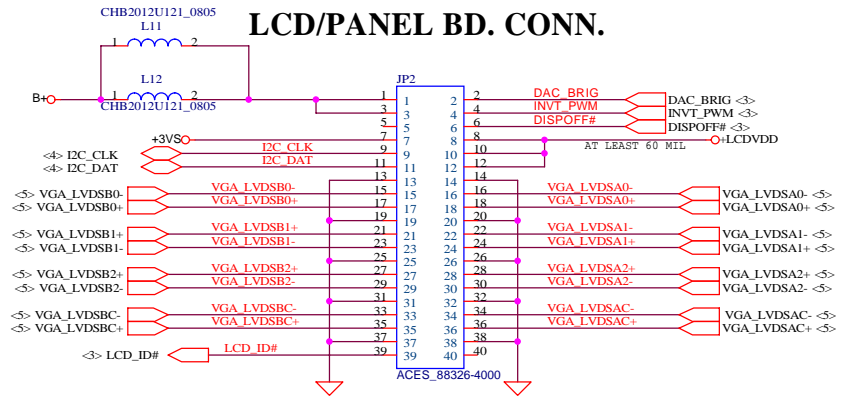 CHB2012U121_0805
LCD/PANEL BD. CONN.
L11
1 2
L12
1 2
B+
CHB2012U121_0805
JP2
1 1 2 2 DAC_BRIG DAC_BRIG <3>
3 3 4 4 INVT_PWM INVT_PWM <3>
5 5 6 6 DISPOFF# DISPOFF# <3>
+3VS 7 7 8 8 AT LEAST 60 MIL +LCDVDD
<4> I2C_CLK I2C_CLK 9 9 10 10
<4> I2C_DAT I2C_DAT 11 11 12 12
13 13 14 14
<5> VGA_LVDSB0- VGA_LVDSB0- 15 15 16 16 VGA_LVDSA0- VGA_LVDSA0- <5>
<5> VGA_LVDSB0+ VGA_LVDSB0+ 17 17 18 18 VGA_LVDSA0+ VGA_LVDSA0+ <5>
19 19 20 20
<5> VGA_LVDSB1+ VGA_LVDSB1+ 21 21 22 22 VGA_LVDSA1- VGA_LVDSA1- <5>
<5> VGA_LVDSB1- VGA_LVDSB1- 23 23 24 24 VGA_LVDSA1+ VGA_LVDSA1+ <5>
25 25 26 26
<5> VGA_LVDSB2+ VGA_LVDSB2+ 27 27 28 28 VGA_LVDSA2+ VGA_LVDSA2+ <5>
<5> VGA_LVDSB2- VGA_LVDSB2- 29 29 30 30 VGA_LVDSA2- VGA_LVDSA2- <5>
31 31 32 32
<5> VGA_LVDSBC- VGA_LVDSBC- 33 33 34 34 VGA_LVDSAC- VGA_LVDSAC- <5>
<5> VGA_LVDSBC+ VGA_LVDSBC+ 35 35 36 36 VGA_LVDSAC+ VGA_LVDSAC+ <5>
37 37 38 38
<3> LCD_ID# LCD_ID# 39 39 40 40
ACES_88326-4000